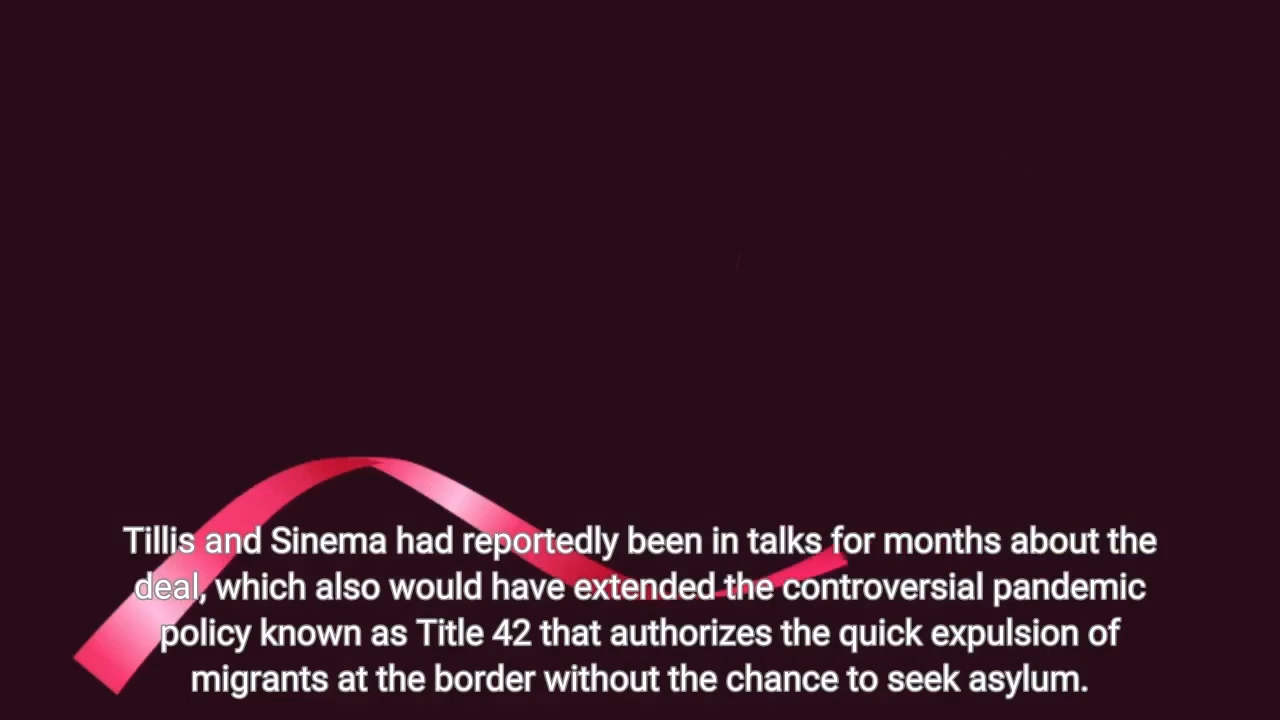 Tillis and Sinema had reportedly been in talks for months about the
deal, which also would have extended the controversial pandemic
policy known as Title 42 that authorizes the quick expulsion of
migrants at the border without the chance to seek asylum.